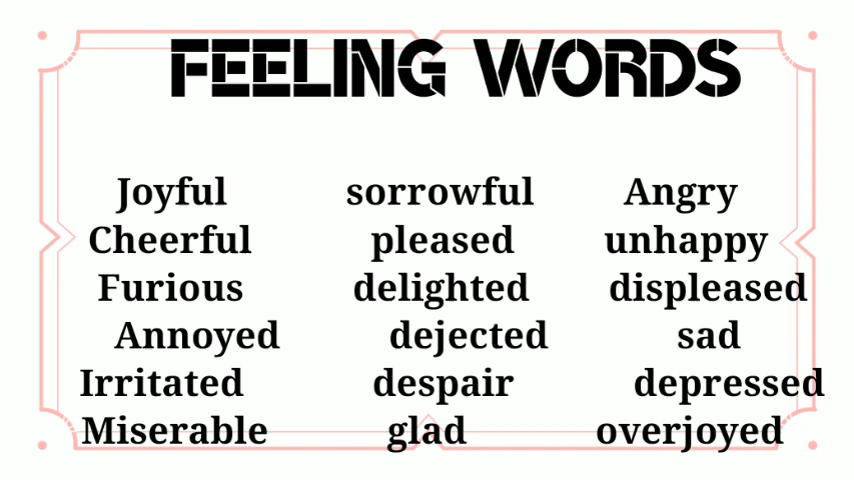 FEELING WORDS
Joyful sorrowful Angry
Cheerful pleased unhappy
Furious delighted displeased
Annoyed dejected sad
Irritated despair depressed
Miserable glad overjoyed